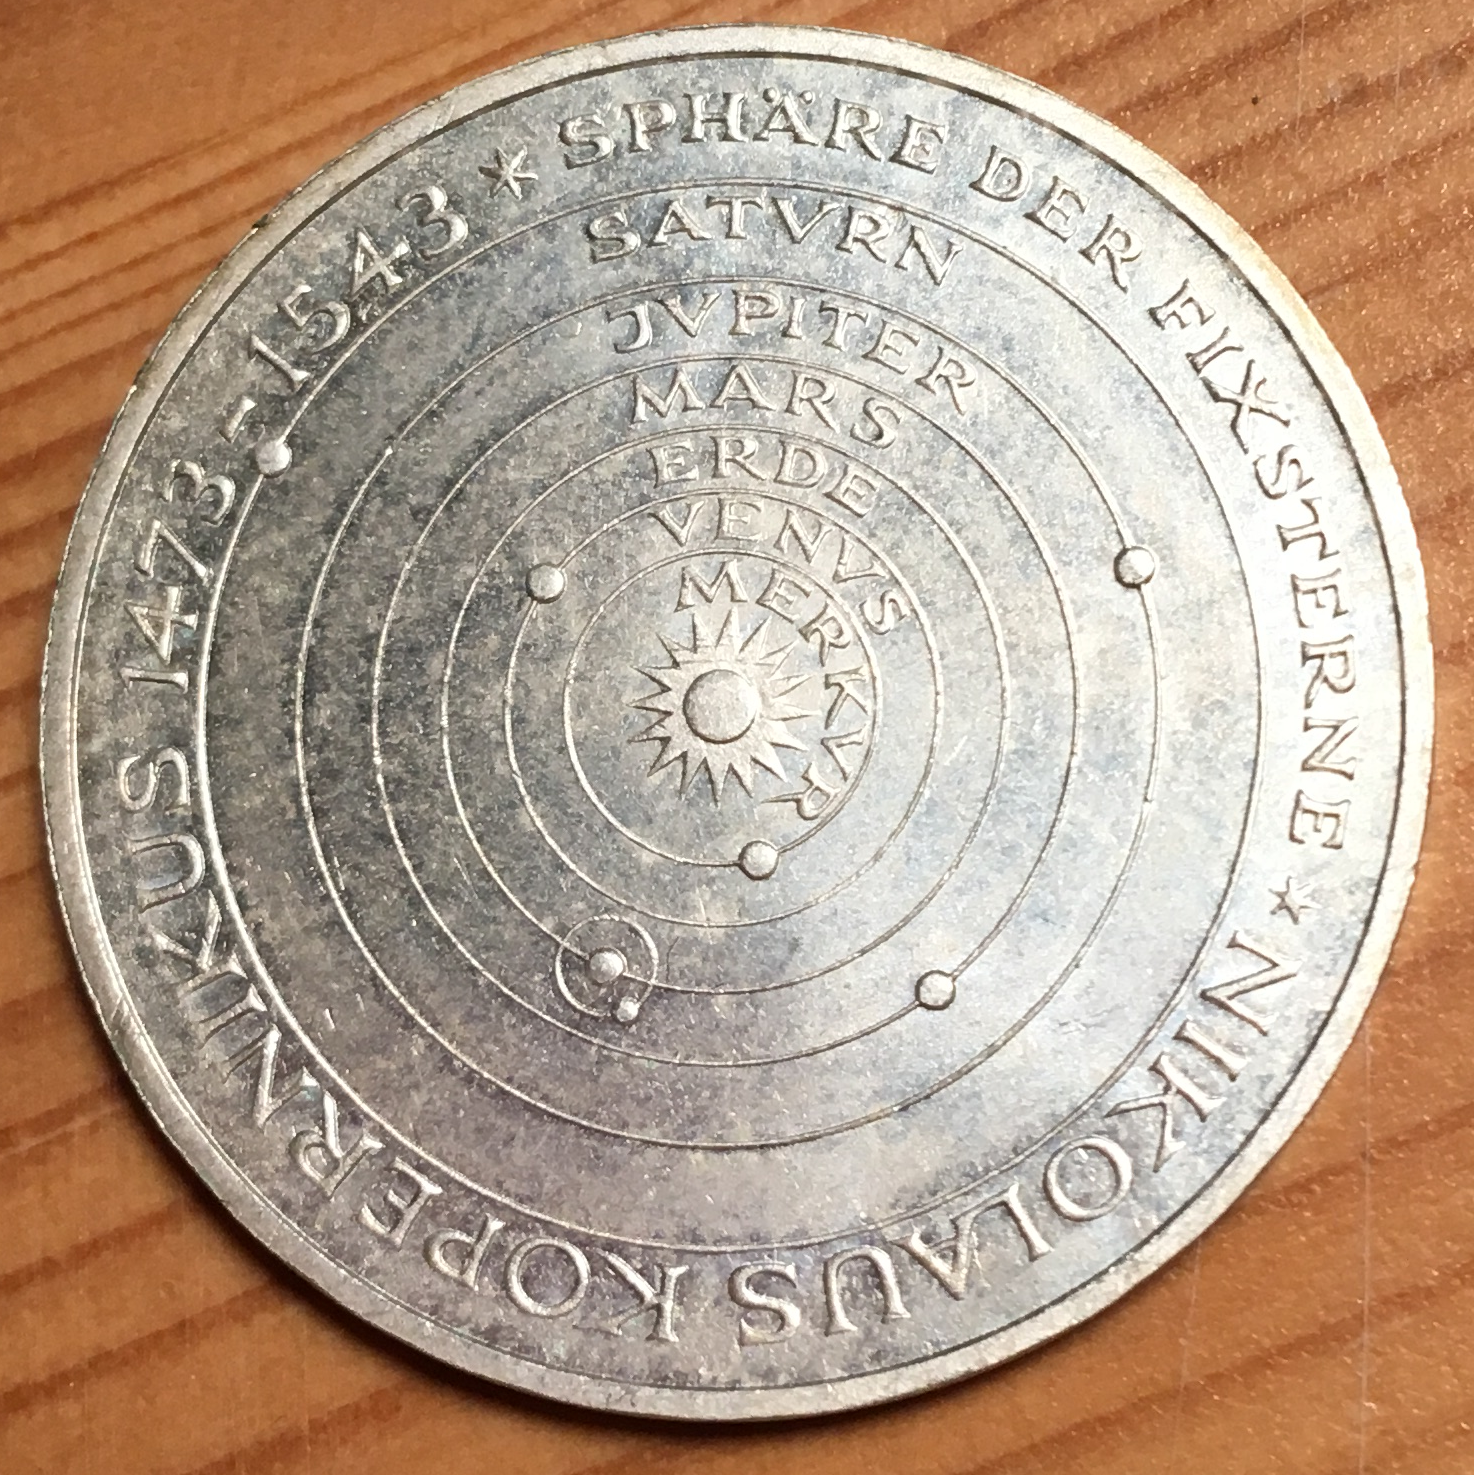 * SPHÄRE DER FIXSTERNE * NIKOLAUS KOPERNIKUS 1473-1543
SATVRN
JVPITER
MARS
ERDE
VENVS
MERKVR